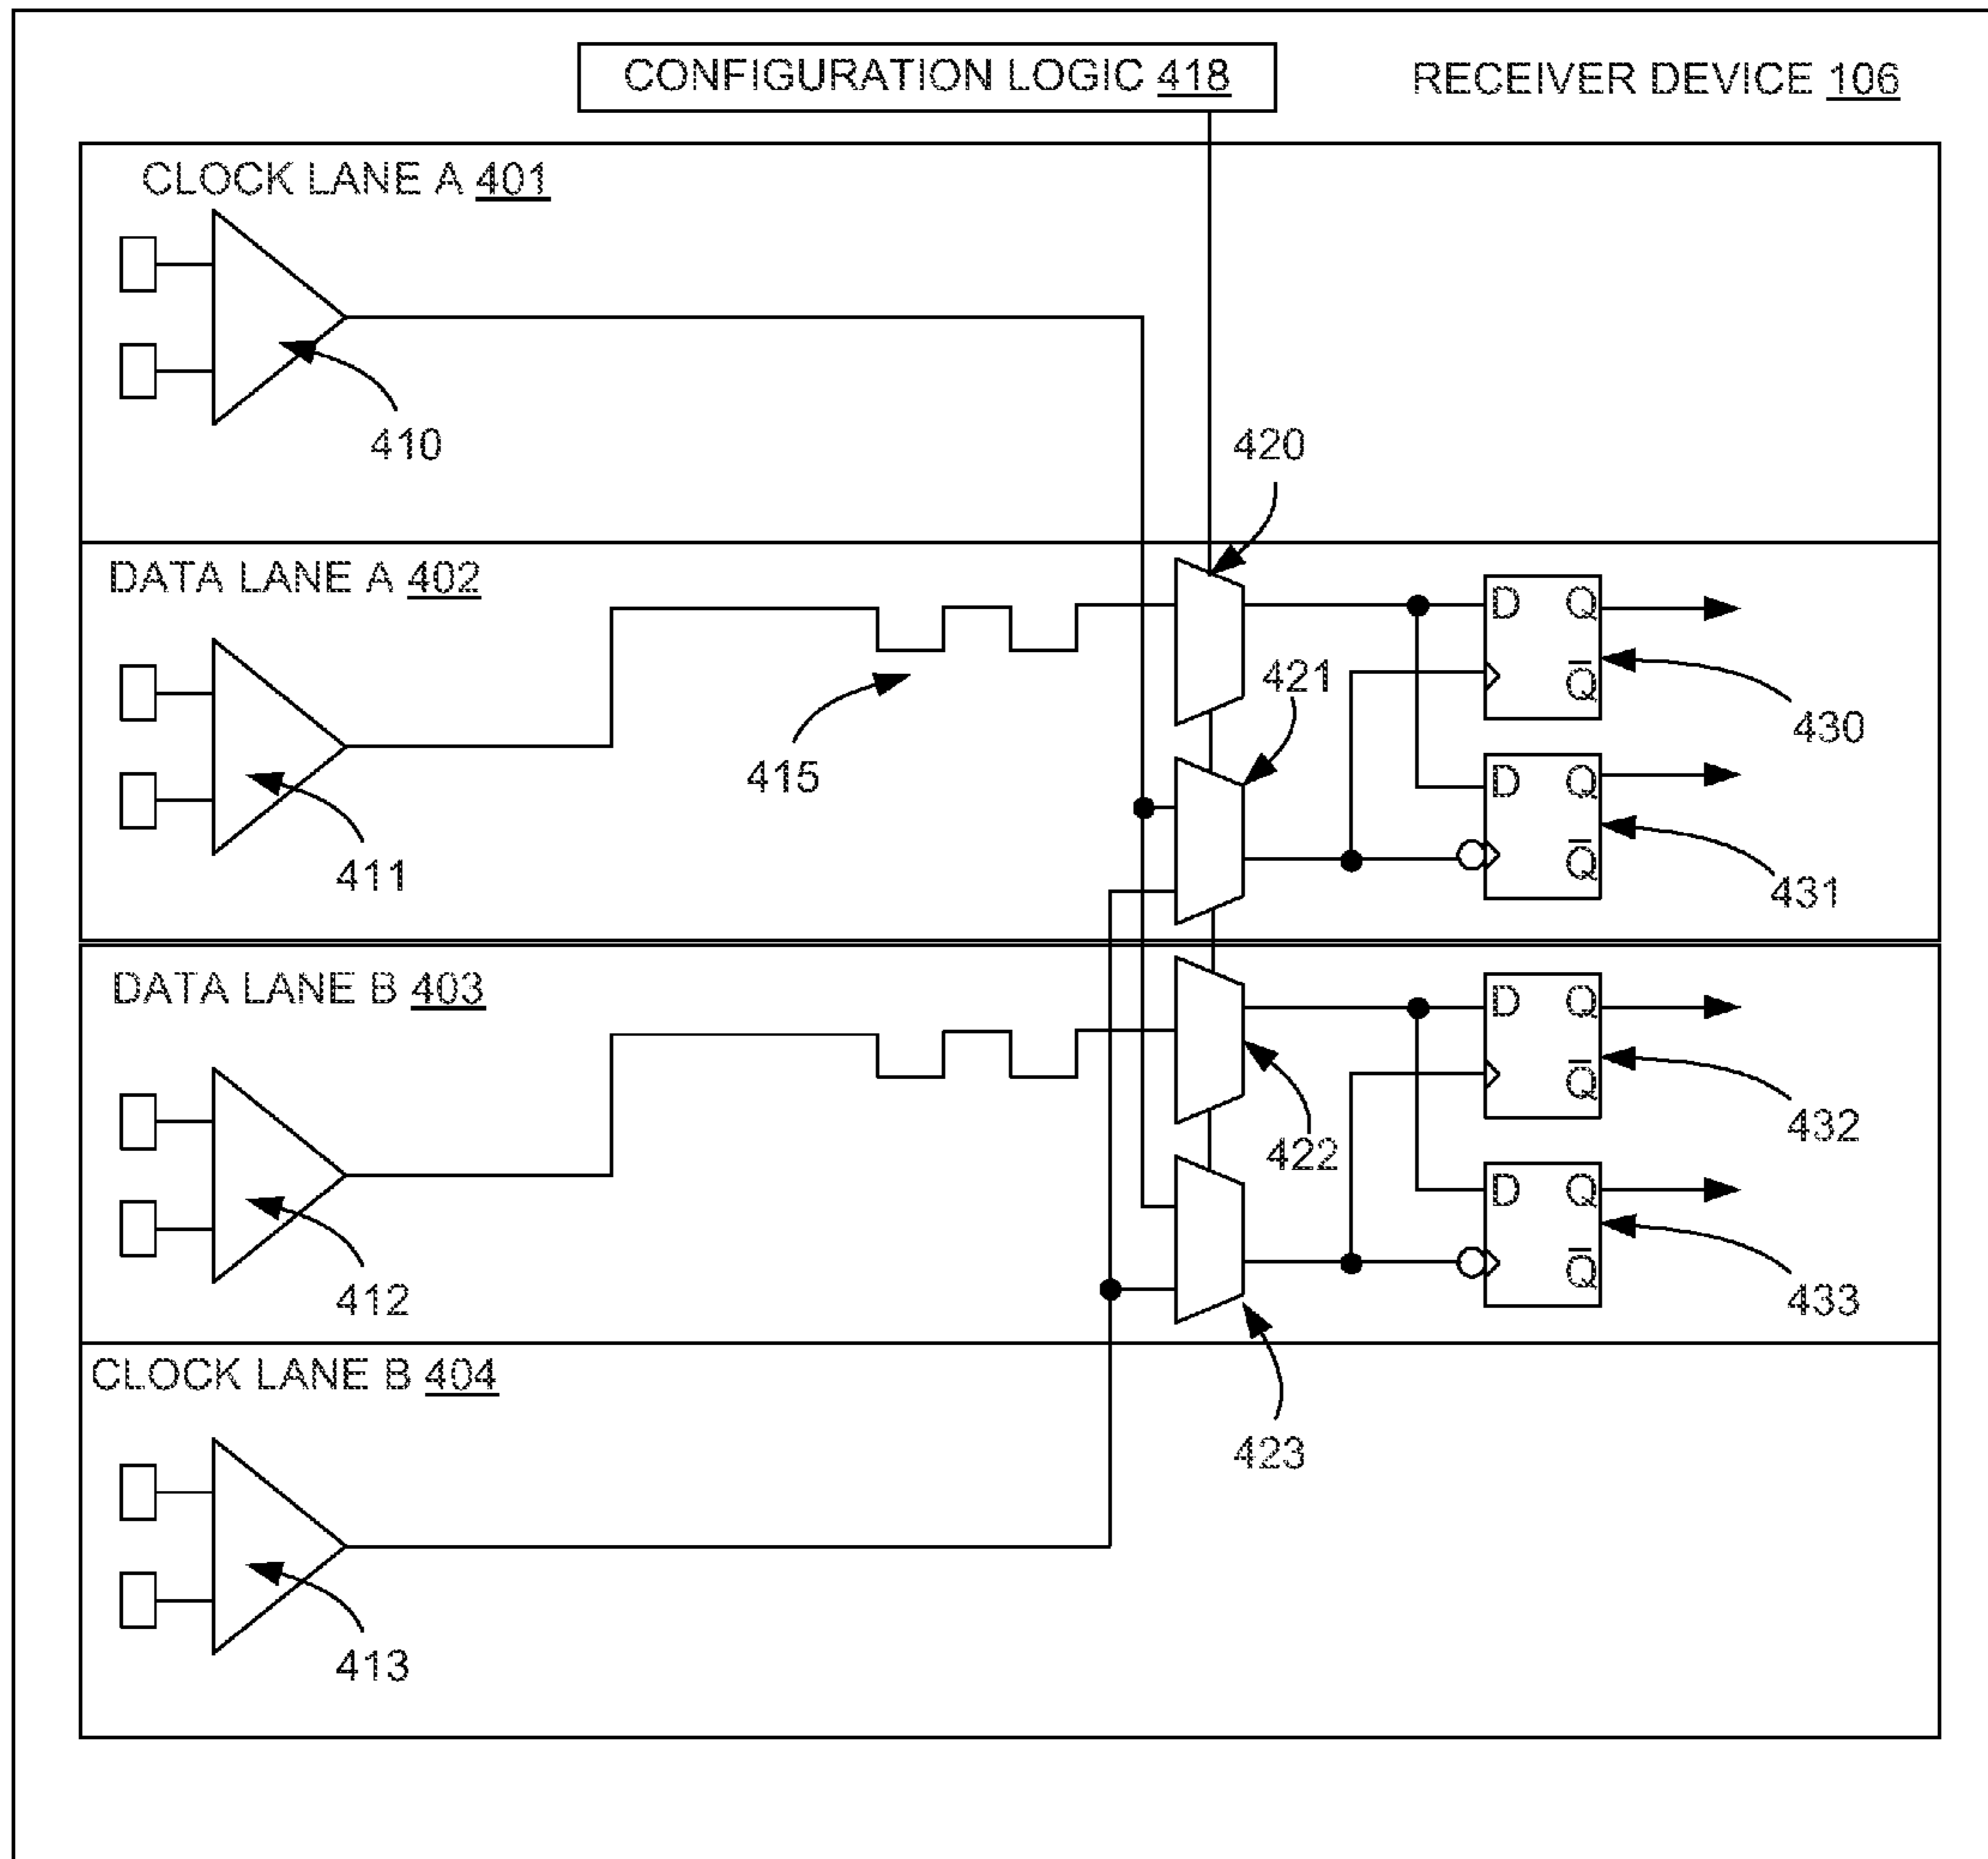 CONFIGURATION LOGIC 418
RECEIVER DEVICE 106
CLOCK LANE A 401
410
420
DATA LANE A 402
D Q
Q̅
430
421
415
411
D Q
Q̅
431
DATA LANE B 403
D Q
Q̅
432
422
412
D Q
Q̅
433
CLOCK LANE B 404
423
413